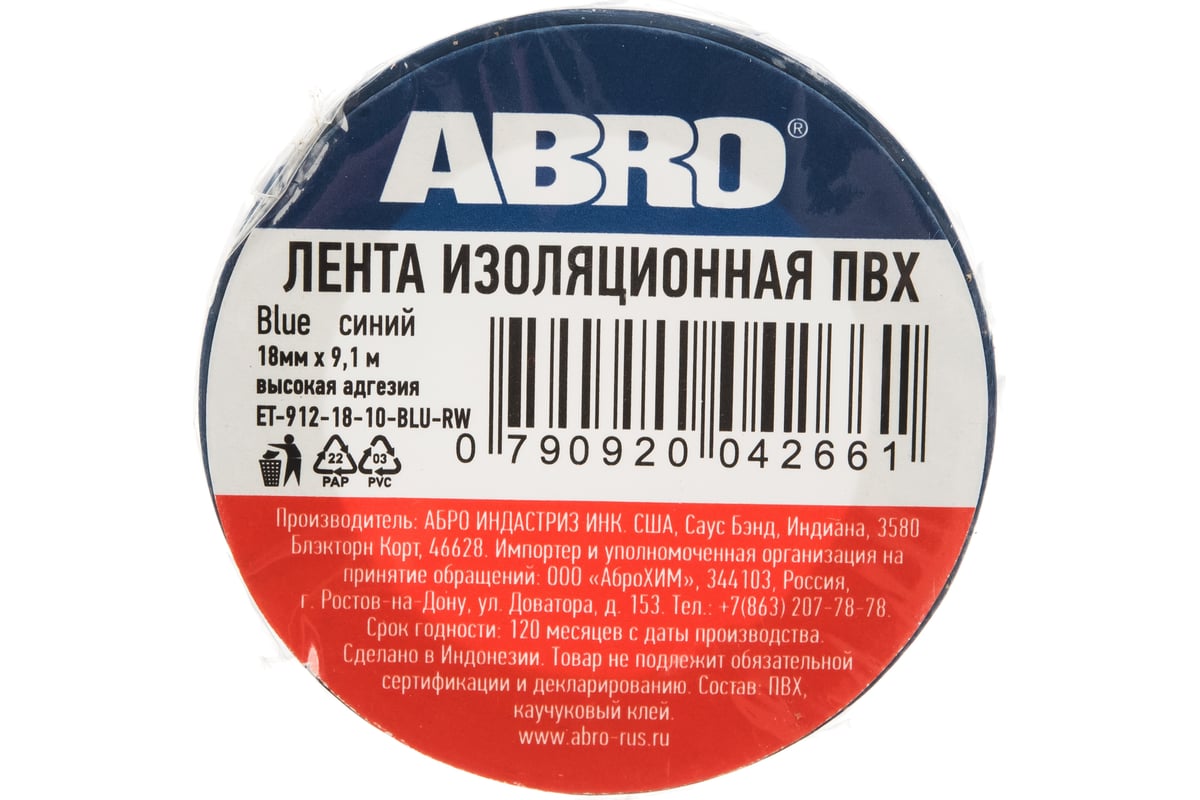 ABRO®
ЛЕНТА ИЗОЛЯЦИОННАЯ ПВХ
Blue синий
18мм х 9,1 м
высокая адгезия
ET-912-18-10-BLU-RW
0 790920 042661
22 03
PAP PVC
Производитель: АБРО ИНДАСТРИЗ ИНК. США, Саус Бэнд, Индиана, 3580
Блэкторн Корт, 46628. Импортер и уполномоченная организация на
принятие обращений: ООО «АброХИМ», 344103, Россия,
г. Ростов-на-Дону, ул. Доватора, д. 153. Тел.: +7(863) 207-78-78.
Срок годности: 120 месяцев с даты производства.
Сделано в Индонезии. Товар не подлежит обязательной
сертификации и декларированию. Состав: ПВХ,
каучуковый клей.
www.abro-rus.ru